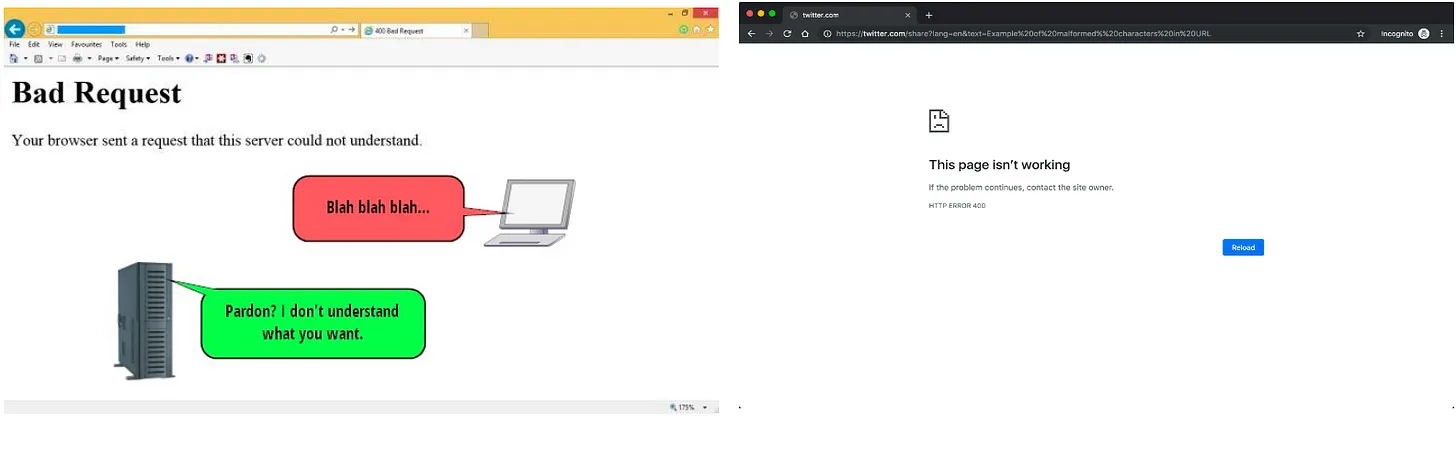 400 Bad Request
File Edit View Favourites Tools Help
Page Safety Tools
Bad Request
Your browser sent a request that this server could not understand.
Blah blah blah...
Pardon? I don't understand
what you want.
175%
twitter.com
https://twitter.com/share?lang=en&text=Example%20of%20malformed%%20characters%20in%20URL
Incognito
This page isn't working
If the problem continues, contact the site owner.
HTTP ERROR 400
Reload